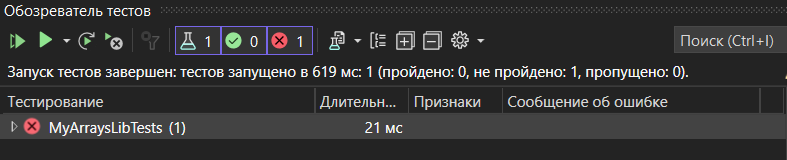 Обозреватель тестов
1 0 1 Поиск (Ctrl+I)
Запуск тестов завершен: тестов запущено в 619 мс: 1 (пройдено: 0, не пройдено: 1, пропущено: 0).
Тестирование Длительн... Признаки Сообщение об ошибке
MyArraysLibTests (1) 21 мс